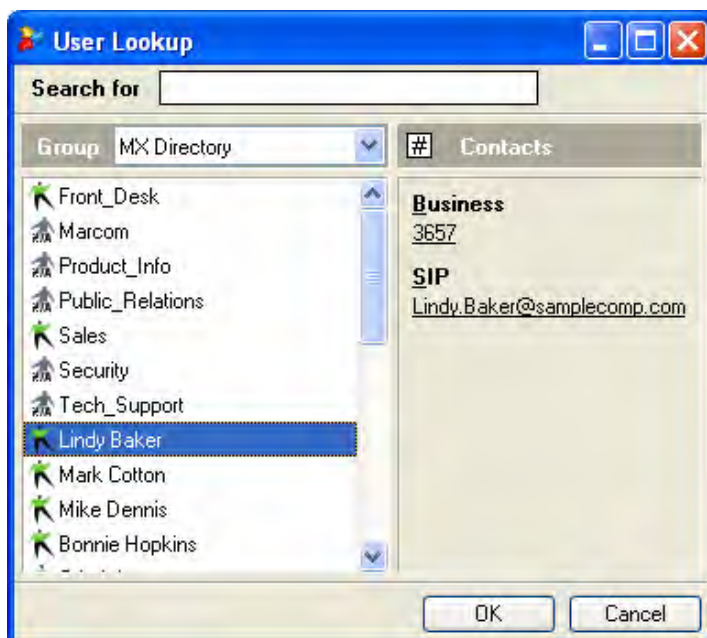 User Lookup
Search for
Group MX Directory
# Contacts
Front_Desk
Marcom
Product_Info
Public_Relations
Sales
Security
Tech_Support
Lindy Baker
Mark Cotton
Mike Dennis
Bonnie Hopkins
Business
3657
SIP
Lindy.Baker@samplecomp.com
OK Cancel